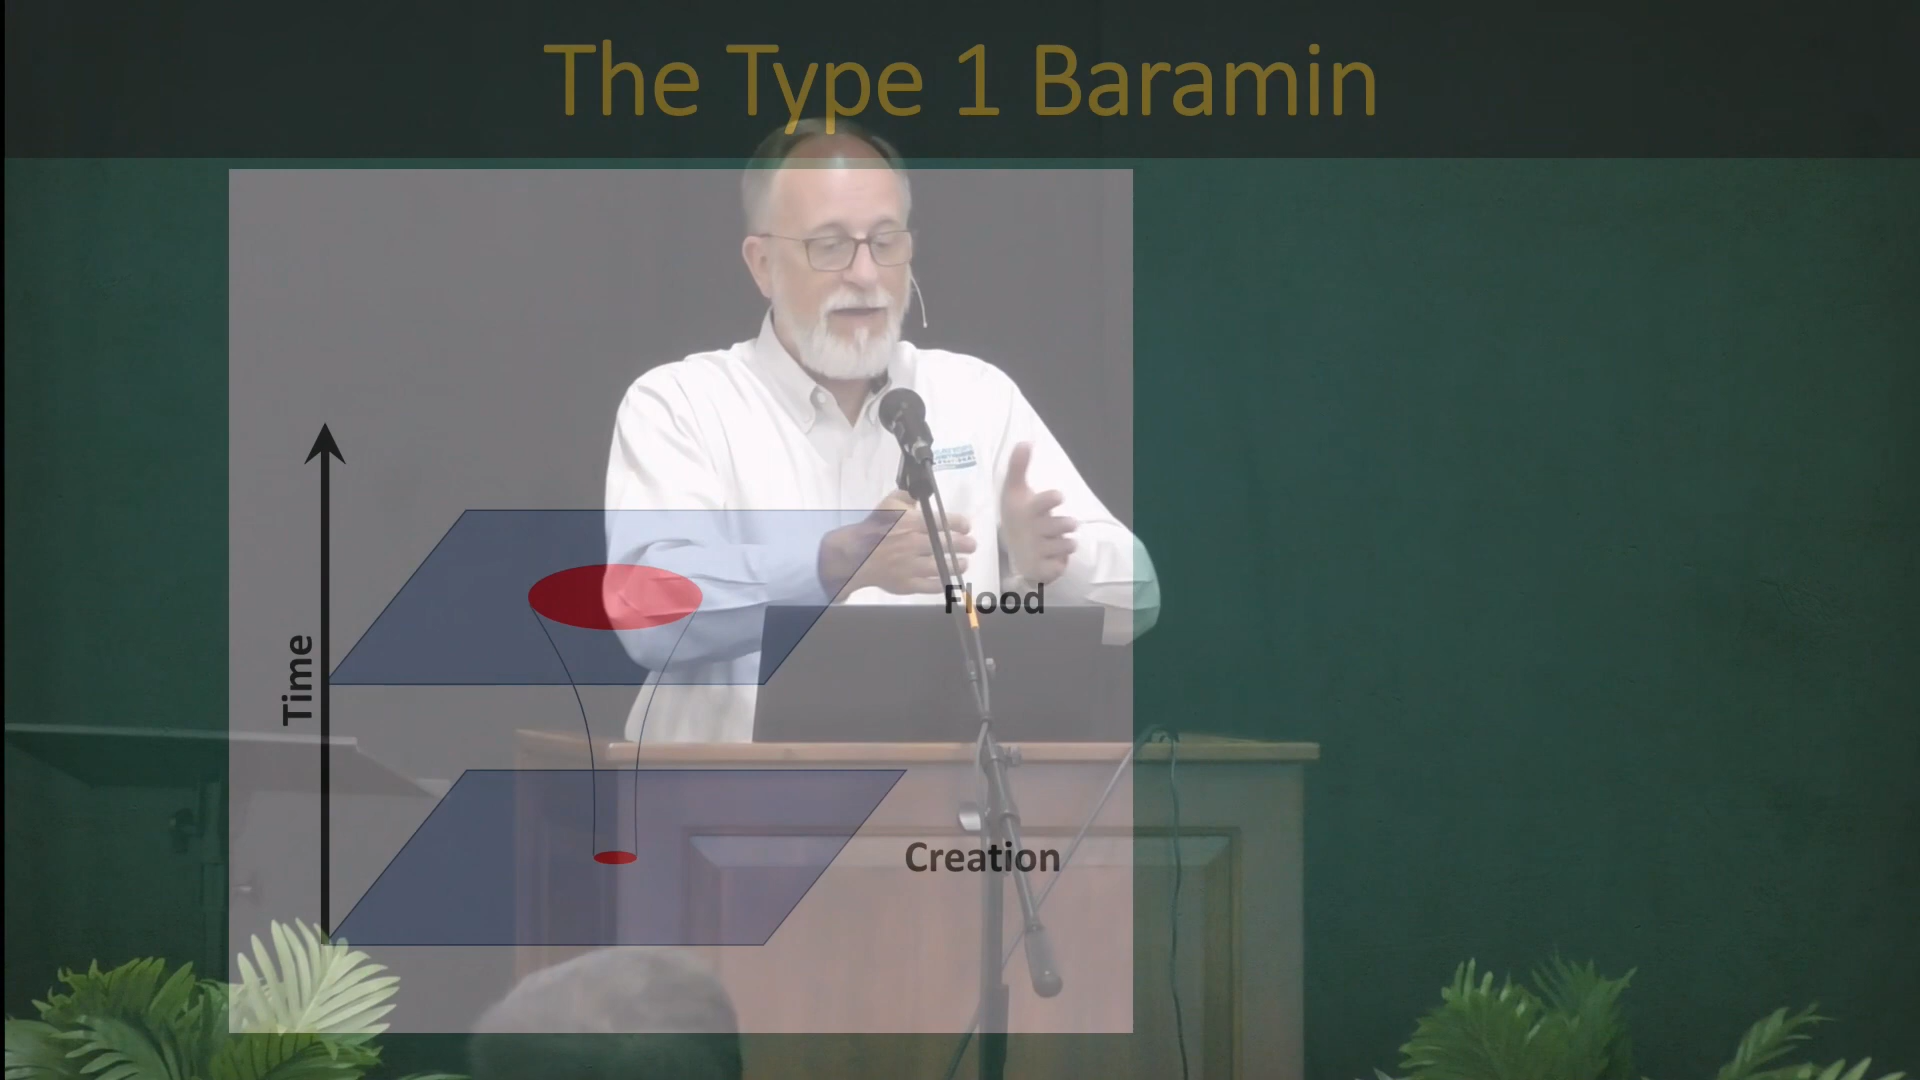 The Type 1 Baramin
Time
Flood
Creation